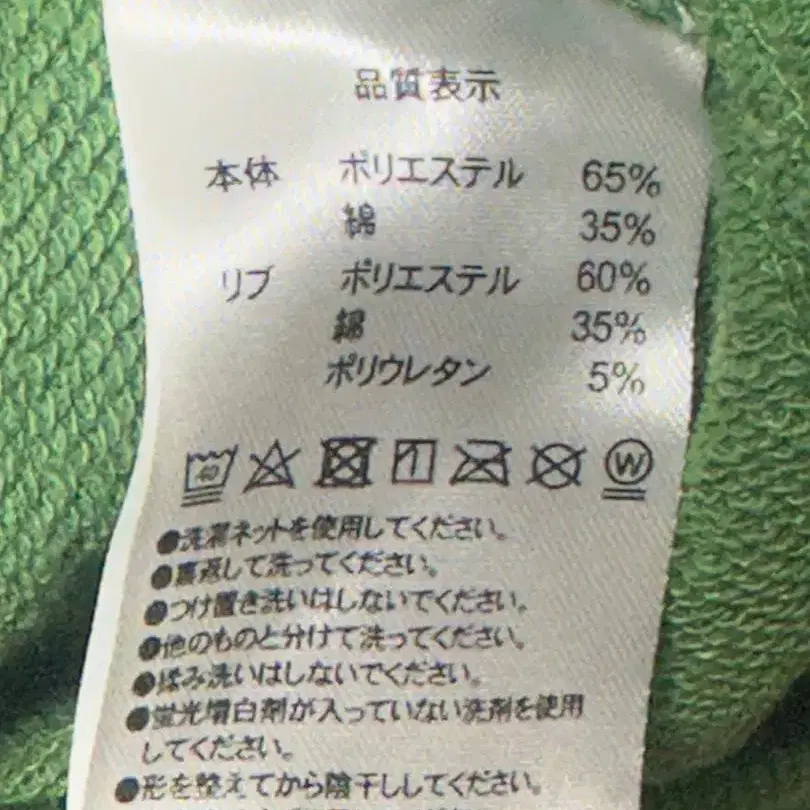 品質表示
本体 ポリエステル 65%
綿 35%
リブ ポリエステル 60%
綿 35%
ポリウレタン 5%
40 W
●洗濯ネットを使用してください。
●裏返して洗ってください。
●つけ置き洗いはしないでください。
●他のものと分けて洗ってください。
●揉み洗いはしないでください。
●蛍光増白剤が入っていない洗剤を使用
してください。
●形を整えてから陰干ししてください。